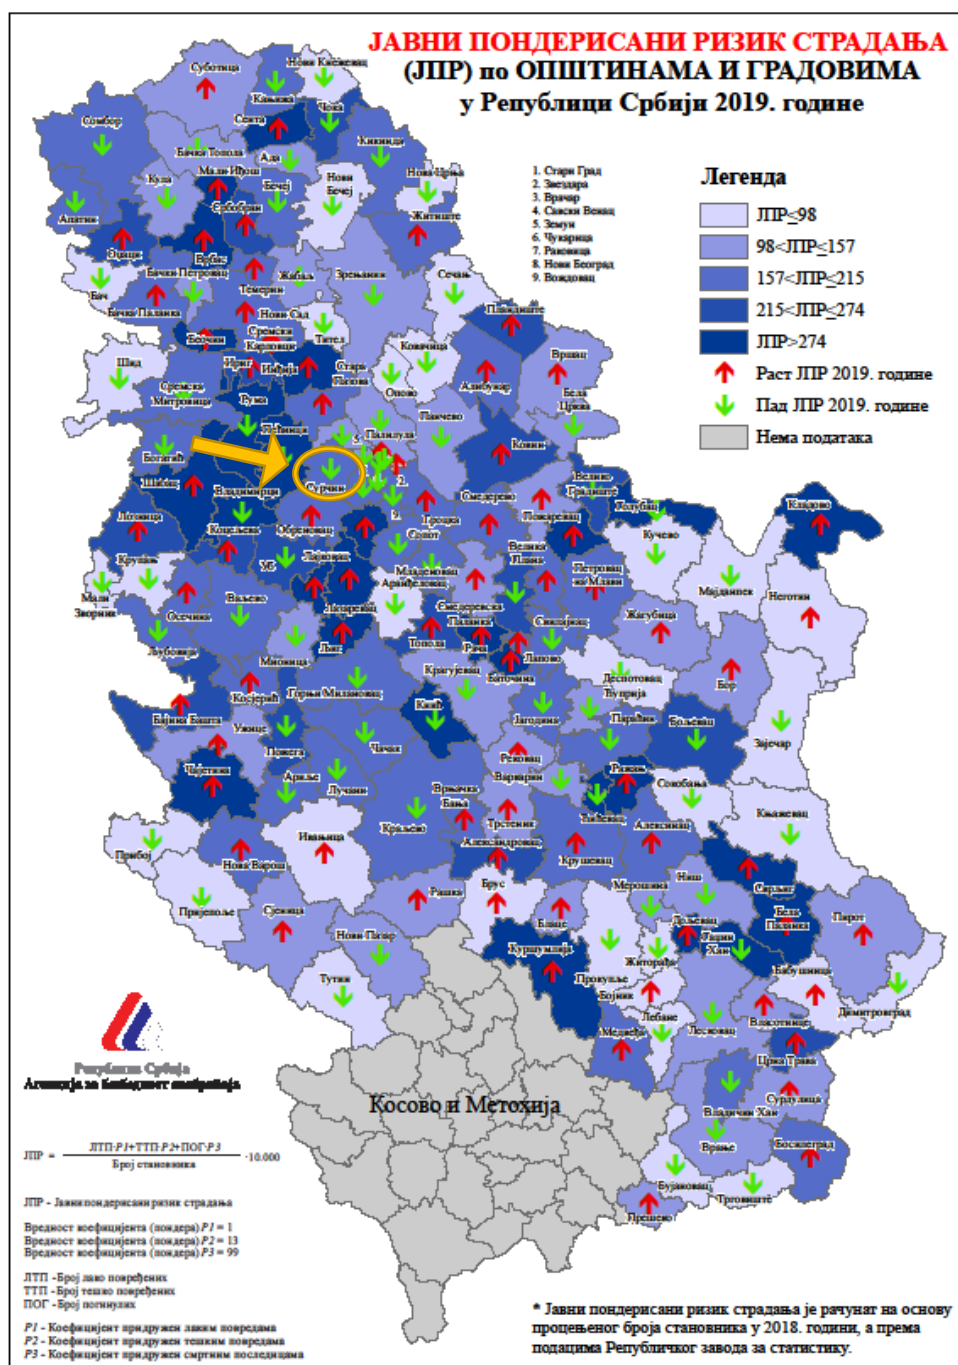 ЈАВНИ ПОНДЕРИСАНИ РИЗИК СТРАДАЊА
(ЈПР) по ОПШТИНАМА И ГРАДОВИМА
у Републици Србији 2019. године
1. Стари Град
2. Звездара
3. Врачар
4. Савски Венац
5. Земун
6. Чукарица
7. Раковица
8. Нови Београд
9. Вождовац
Легенда
ЈПР≤98
98<ЈПР≤157
157<ЈПР≤215
215<ЈПР≤274
ЈПР>274
Раст ЈПР 2019. године
Пад ЈПР 2019. године
Нема података
Суботица
Нови Кнежевац
Кањижа
Чока
Сента
Сомбор
Бачка Топола
Ада
Кикинда
Мали Иђош
Кула
Бечеј
Нови Бечеј
Нова Црња
Апатин
Србобран
Житиште
Оџаци
Врбас
Бач
Бачки Петровац
Темерин
Жабаљ
Зрењанин
Сечањ
Бачка Паланка
Нови Сад
Пландиште
Беочин
Сремски Карловци
Тител
Ковачица
Вршац
Шид
Ириг
Инђија
Стара Пазова
Опово
Алибунар
Сремска Митровица
Рума
Панчево
Бела Црква
Пећинци
5.
Палилула
Ковин
Богатић
Сурчин
2.
Велико Градиште
Голубац
Кладово
Шабац
Владимирци
9.
Гроцка
Смедерево
Пожаревац
Лозница
Коцељева
Обреновац
Сопот
Велика Плана
Кучево
Крупањ
Уб
Лајковац
Младеновац
Петровац на Млави
Мајданпек
Неготин
Мали Зворник
Осечина
Ваљево
Лазаревац
Аранђеловац
Смедеревска Паланка
Жагубица
Љубовија
Мионица
Љиг
Топола
Рача
Свилајнац
Лапово
Баточина
Крагујевац
Деспотовац
Бор
Косјерић
Горњи Милановац
Кнић
Јагодина
Ћуприја
Параћин
Бољевац
Бајина Башта
Ужице
Пожега
Чачак
Зајечар
Чајетина
Ариље
Лучани
Рековац
Варварин
Ражањ
Сокобања
Врњачка Бања
Трстеник
Ћићевац
Књажевац
Прибој
Ивањица
Краљево
Александровац
Крушевац
Алексинац
Нова Варош
Мерошина
Ниш
Сврљиг
Пријепоље
Сјеница
Рашка
Брус
Блаце
Дољевац
Бела Паланка
Пирот
Нови Пазар
Куршумлија
Житорађа
Гаџин Хан
Тутин
Прокупље
Бојник
Бабушница
Димитровград
Лебане
Лесковац
Власотинце
Медвеђа
Црна Трава
Сурдулица
Владичин Хан
Врање
Босилеград
Бујановац
Трговиште
Прешево
Косово и Метохија
Република Србија
Агенција за безбедност саобраћаја
ЈПР = ЛТП·P1+ТТП·P2+ПОГ·P3 / Број становника ·10.000
ЈПР - Јавни пондерисани ризик страдања
Вредност коефицијента (пондера) P1 = 1
Вредност коефицијента (пондера) P2 = 13
Вредност коефицијента (пондера) P3 = 99
ЛТП - Број лако повређених
ТТП - Број тешко повређених
ПОГ - Број погинулих
P1 - Коефицијент придружен лаким повредама
P2 - Коефицијент придружен тешким повредама
P3 - Коефицијент придружен смртним последицама
* Јавни пондерисани ризик страдања је рачунат на основу
процењеног броја становника у 2018. години, а према
подацима Републичког завода за статистику.